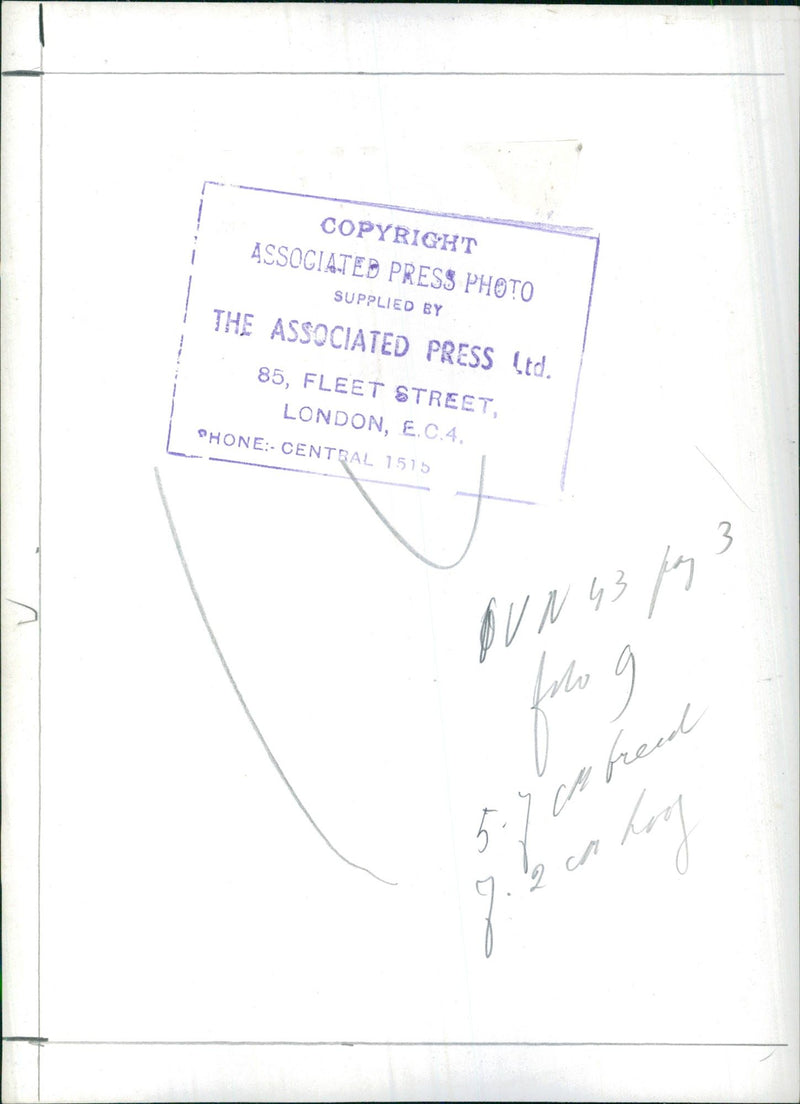 COPYRIGHT
ASSOCIATED PRESS PHOTO
SUPPLIED BY
THE ASSOCIATED PRESS Ltd.
85, FLEET STREET,
LONDON, E.C.4.
PHONE:- CENTRAL 1515
VN 43 pag 3
foto 9
5.7 cm breed
7.2 cm hoog